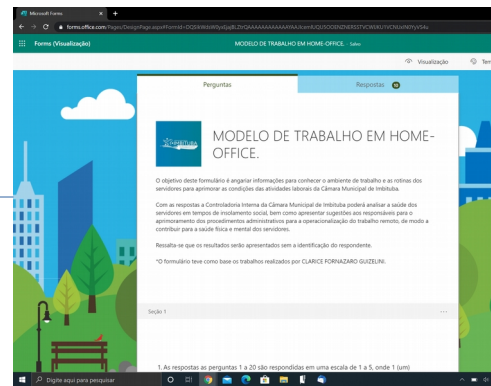 Microsoft Forms
forms.office.com/Pages/DesignPage.aspx
Forms (Visualização)
MODELO DE TRABALHO EM HOME-OFFICE. - Salvo
Visualização
Perguntas
Respostas
IMBITUBA
MODELO DE TRABALHO EM HOME-
OFFICE.
O objetivo deste formulário é angariar informações para conhecer o ambiente de trabalho e as rotinas dos
servidores para aprimorar as condições das atividades laborais da Câmara Municipal de Imbituba.
Com as respostas a Controladoria Interna da Câmara Municipal de Imbituba poderá analisar a saúde dos
servidores em tempos de insolamento social, bem como apresentar sugestões aos responsáveis para o
aprimoramento dos procedimentos administrativos para a operacionalização do trabalho remoto, de modo a
contribuir para a saúde física e mental dos servidores.
Ressalta-se que os resultados serão apresentados sem a identificação do respondente.
*O formulário teve como base os trabalhos realizados por CLARICE FORNAZARO GUIZELINI.
Seção 1
1. As respostas as perguntas 1 a 20 são respondidas em uma escala de 1 a 5, onde 1 (um)
Digite aqui para pesquisar